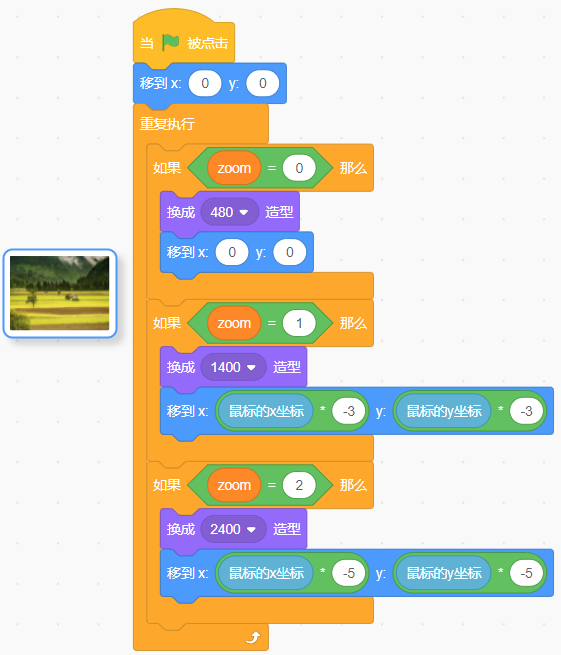 当 被点击
移到 x: 0 y: 0
重复执行
如果 zoom = 0 那么
换成 480 造型
移到 x: 0 y: 0
如果 zoom = 1 那么
换成 1400 造型
移到 x: 鼠标的x坐标 * -3 y: 鼠标的y坐标 * -3
如果 zoom = 2 那么
换成 2400 造型
移到 x: 鼠标的x坐标 * -5 y: 鼠标的y坐标 * -5